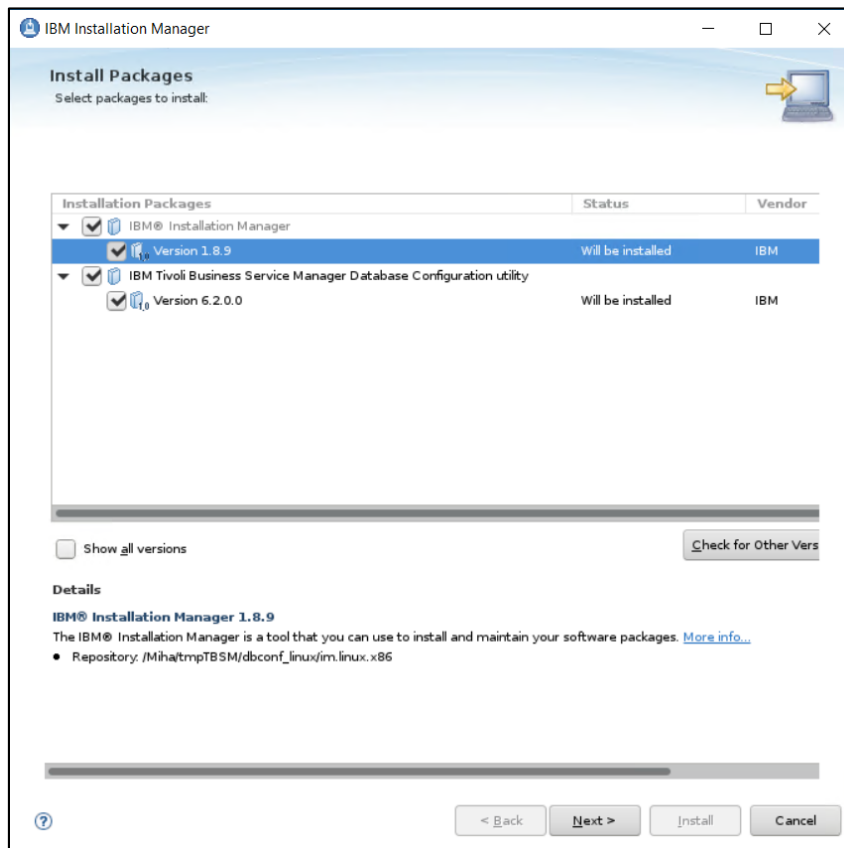 IBM Installation Manager
Install Packages
Select packages to install:
Installation Packages Status Vendor
IBM® Installation Manager
Version 1.8.9 Will be installed IBM
IBM Tivoli Business Service Manager Database Configuration utility
Version 6.2.0.0 Will be installed IBM
Show all versions Check for Other Vers
Details
IBM® Installation Manager 1.8.9
The IBM® Installation Manager is a tool that you can use to install and maintain your software packages. More info...
• Repository: /Miha/tmpTBSM/dbconf_linux/im.linux.x86
? < Back Next > Install Cancel